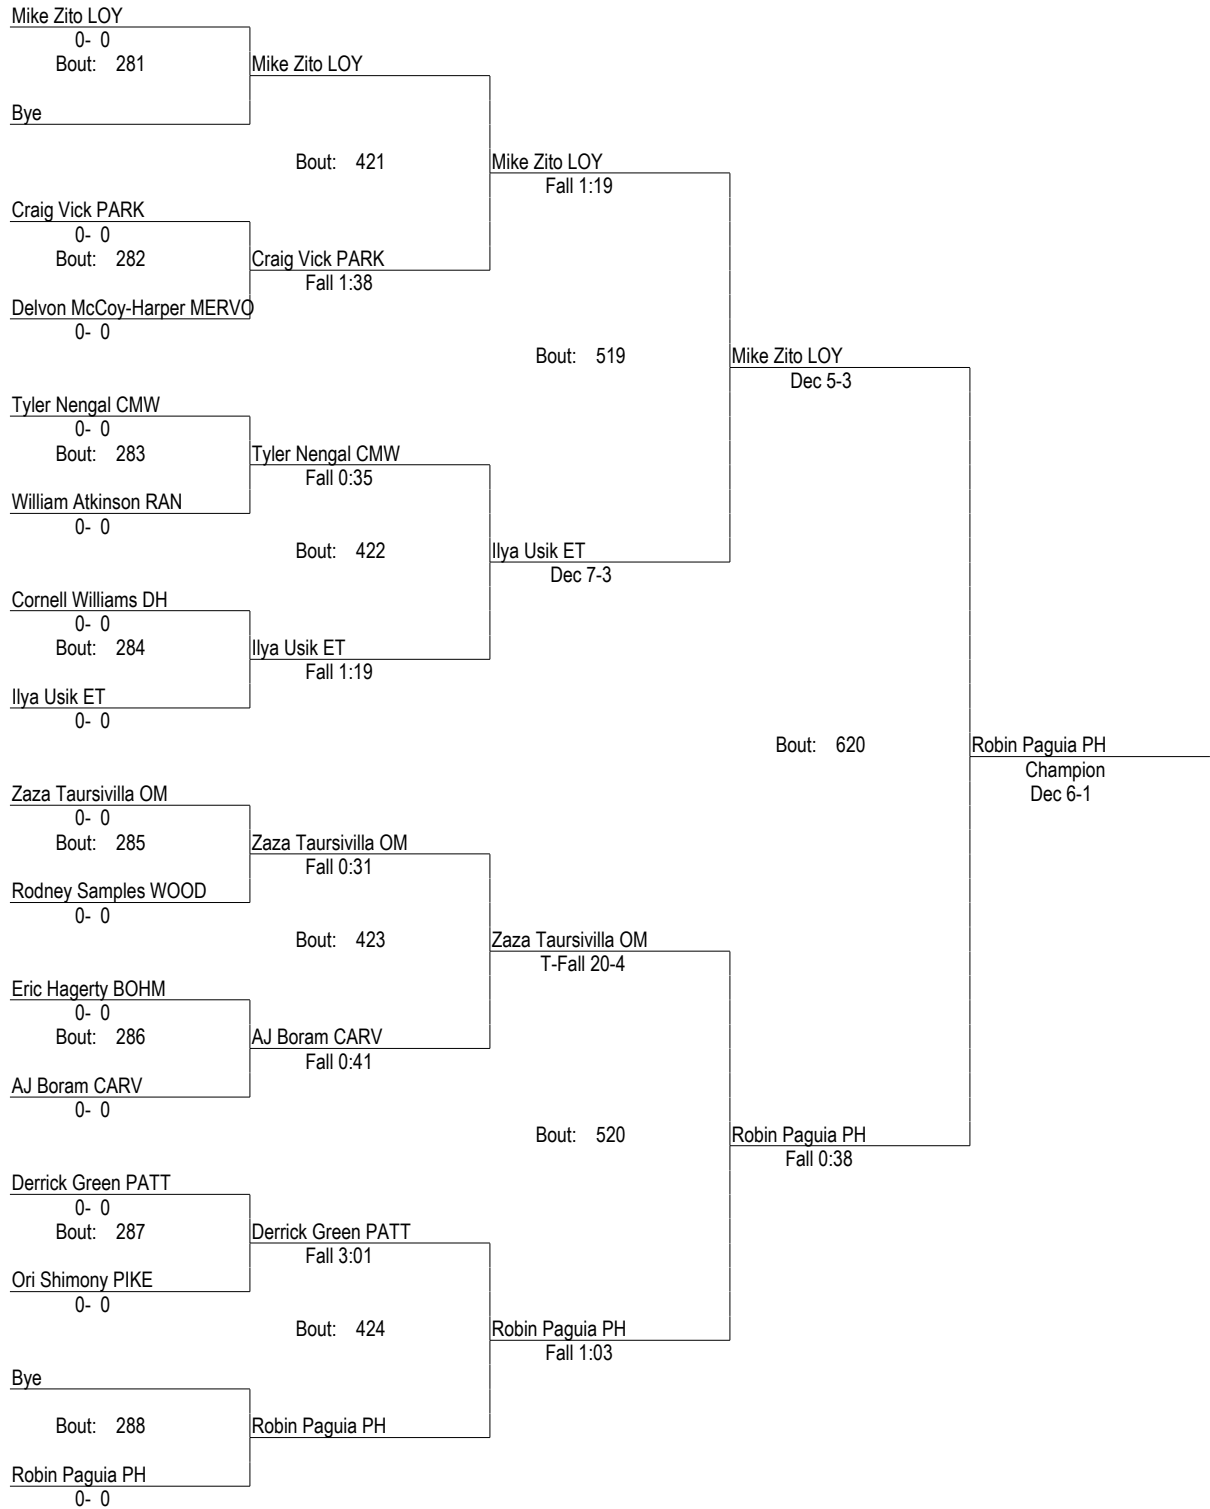 Mike Zito LOY
0- 0
Bout: 281
Mike Zito LOY
Bye
Bout: 421
Mike Zito LOY
Fall 1:19
Craig Vick PARK
0- 0
Bout: 282
Craig Vick PARK
Fall 1:38
Delvon McCoy-Harper MERVO
0- 0
Bout: 519
Mike Zito LOY
Dec 5-3
Tyler Nengal CMW
0- 0
Bout: 283
Tyler Nengal CMW
Fall 0:35
William Atkinson RAN
0- 0
Bout: 422
Ilya Usik ET
Dec 7-3
Cornell Williams DH
0- 0
Bout: 284
Ilya Usik ET
Fall 1:19
Ilya Usik ET
0- 0
Bout: 620
Robin Paguia PH
Champion
Dec 6-1
Zaza Taursivilla OM
0- 0
Bout: 285
Zaza Taursivilla OM
Fall 0:31
Rodney Samples WOOD
0- 0
Bout: 423
Zaza Taursivilla OM
T-Fall 20-4
Eric Hagerty BOHM
0- 0
Bout: 286
AJ Boram CARV
Fall 0:41
AJ Boram CARV
0- 0
Bout: 520
Robin Paguia PH
Fall 0:38
Derrick Green PATT
0- 0
Bout: 287
Derrick Green PATT
Fall 3:01
Ori Shimony PIKE
0- 0
Bout: 424
Robin Paguia PH
Fall 1:03
Bye
Bout: 288
Robin Paguia PH
Robin Paguia PH
0- 0